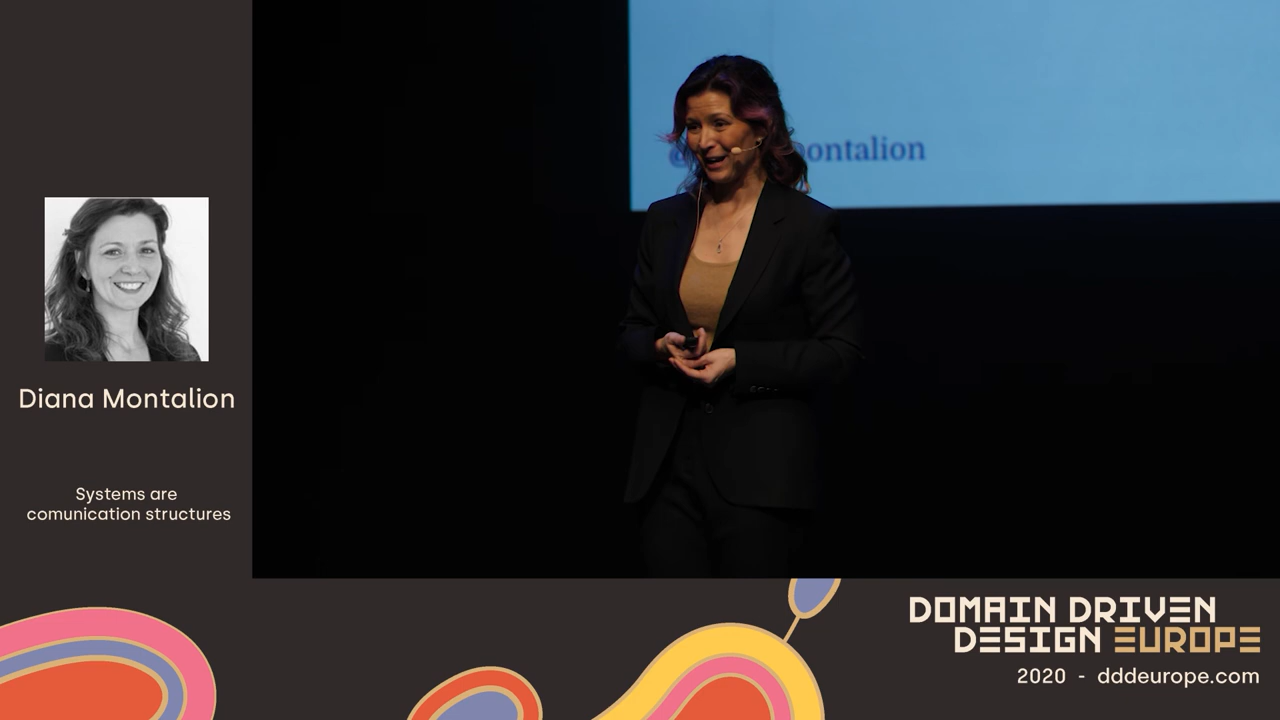 ontalion
Diana Montalion
Systems are
comunication structures
DOMAIN DRIVEN
DESIGN EUROPE
2020 - dddeurope.com